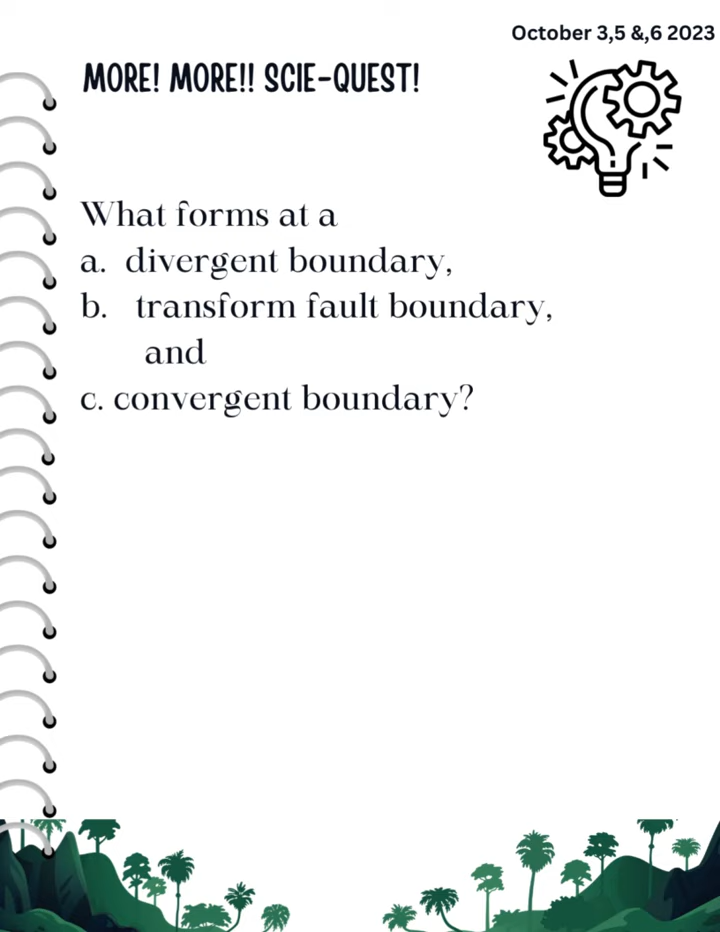 October 3,5 &,6 2023
MORE! MORE!! SCIE-QUEST!
What forms at a
a. divergent boundary,
b. transform fault boundary,
and
c. convergent boundary?